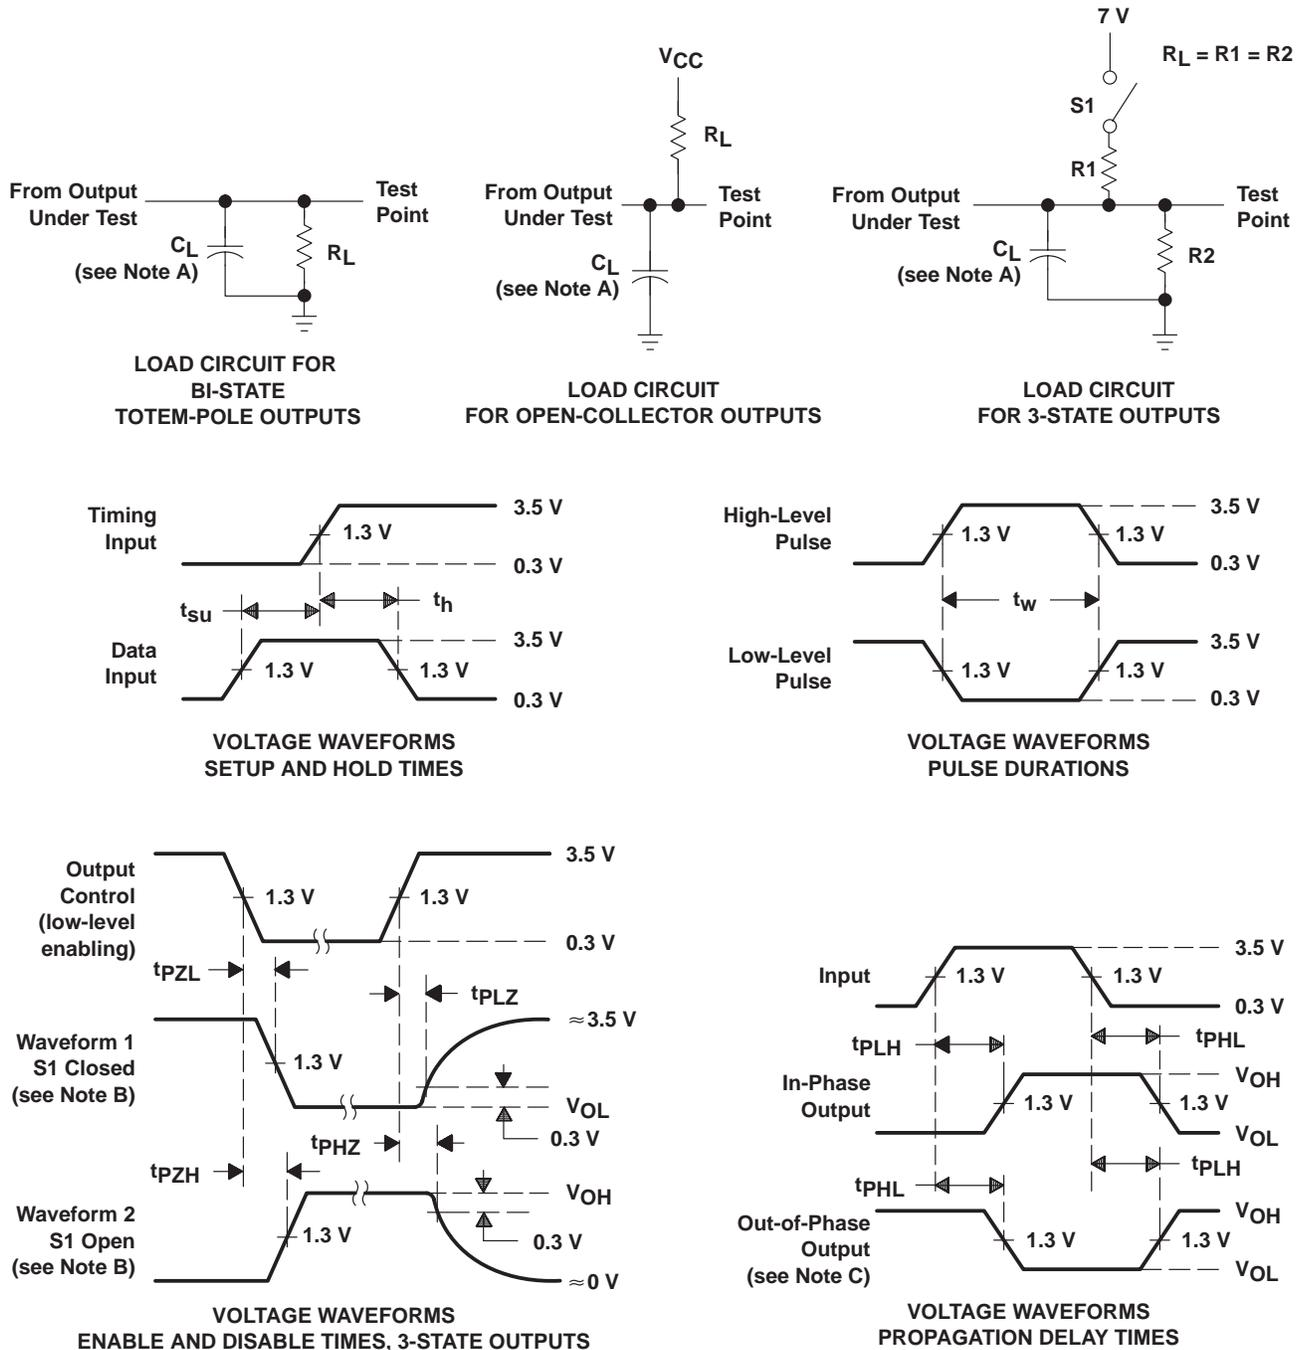 From Output
Under Test
CL
(see Note A)
RL
Test
Point
LOAD CIRCUIT FOR
BI-STATE
TOTEM-POLE OUTPUTS
VCC
RL
From Output
Under Test
Test
Point
CL
(see Note A)
LOAD CIRCUIT
FOR OPEN-COLLECTOR OUTPUTS
7 V
RL = R1 = R2
S1
R1
From Output
Under Test
Test
Point
CL
(see Note A)
R2
LOAD CIRCUIT
FOR 3-STATE OUTPUTS
Timing
Input
1.3 V
3.5 V
0.3 V
tsu
th
Data
Input
1.3 V
1.3 V
3.5 V
0.3 V
VOLTAGE WAVEFORMS
SETUP AND HOLD TIMES
High-Level
Pulse
1.3 V
1.3 V
3.5 V
0.3 V
tw
Low-Level
Pulse
1.3 V
1.3 V
3.5 V
0.3 V
VOLTAGE WAVEFORMS
PULSE DURATIONS
Output
Control
(low-level
enabling)
1.3 V
1.3 V
3.5 V
0.3 V
tPZL
tPLZ
Waveform 1
S1 Closed
(see Note B)
1.3 V
≈3.5 V
VOL
0.3 V
tPHZ
tPZH
Waveform 2
S1 Open
(see Note B)
1.3 V
VOH
0.3 V
≈0 V
VOLTAGE WAVEFORMS
ENABLE AND DISABLE TIMES, 3-STATE OUTPUTS
Input
1.3 V
1.3 V
3.5 V
0.3 V
tPLH
tPHL
In-Phase
Output
1.3 V
1.3 V
VOH
VOL
tPHL
tPLH
Out-of-Phase
Output
(see Note C)
1.3 V
1.3 V
VOH
VOL
VOLTAGE WAVEFORMS
PROPAGATION DELAY TIMES